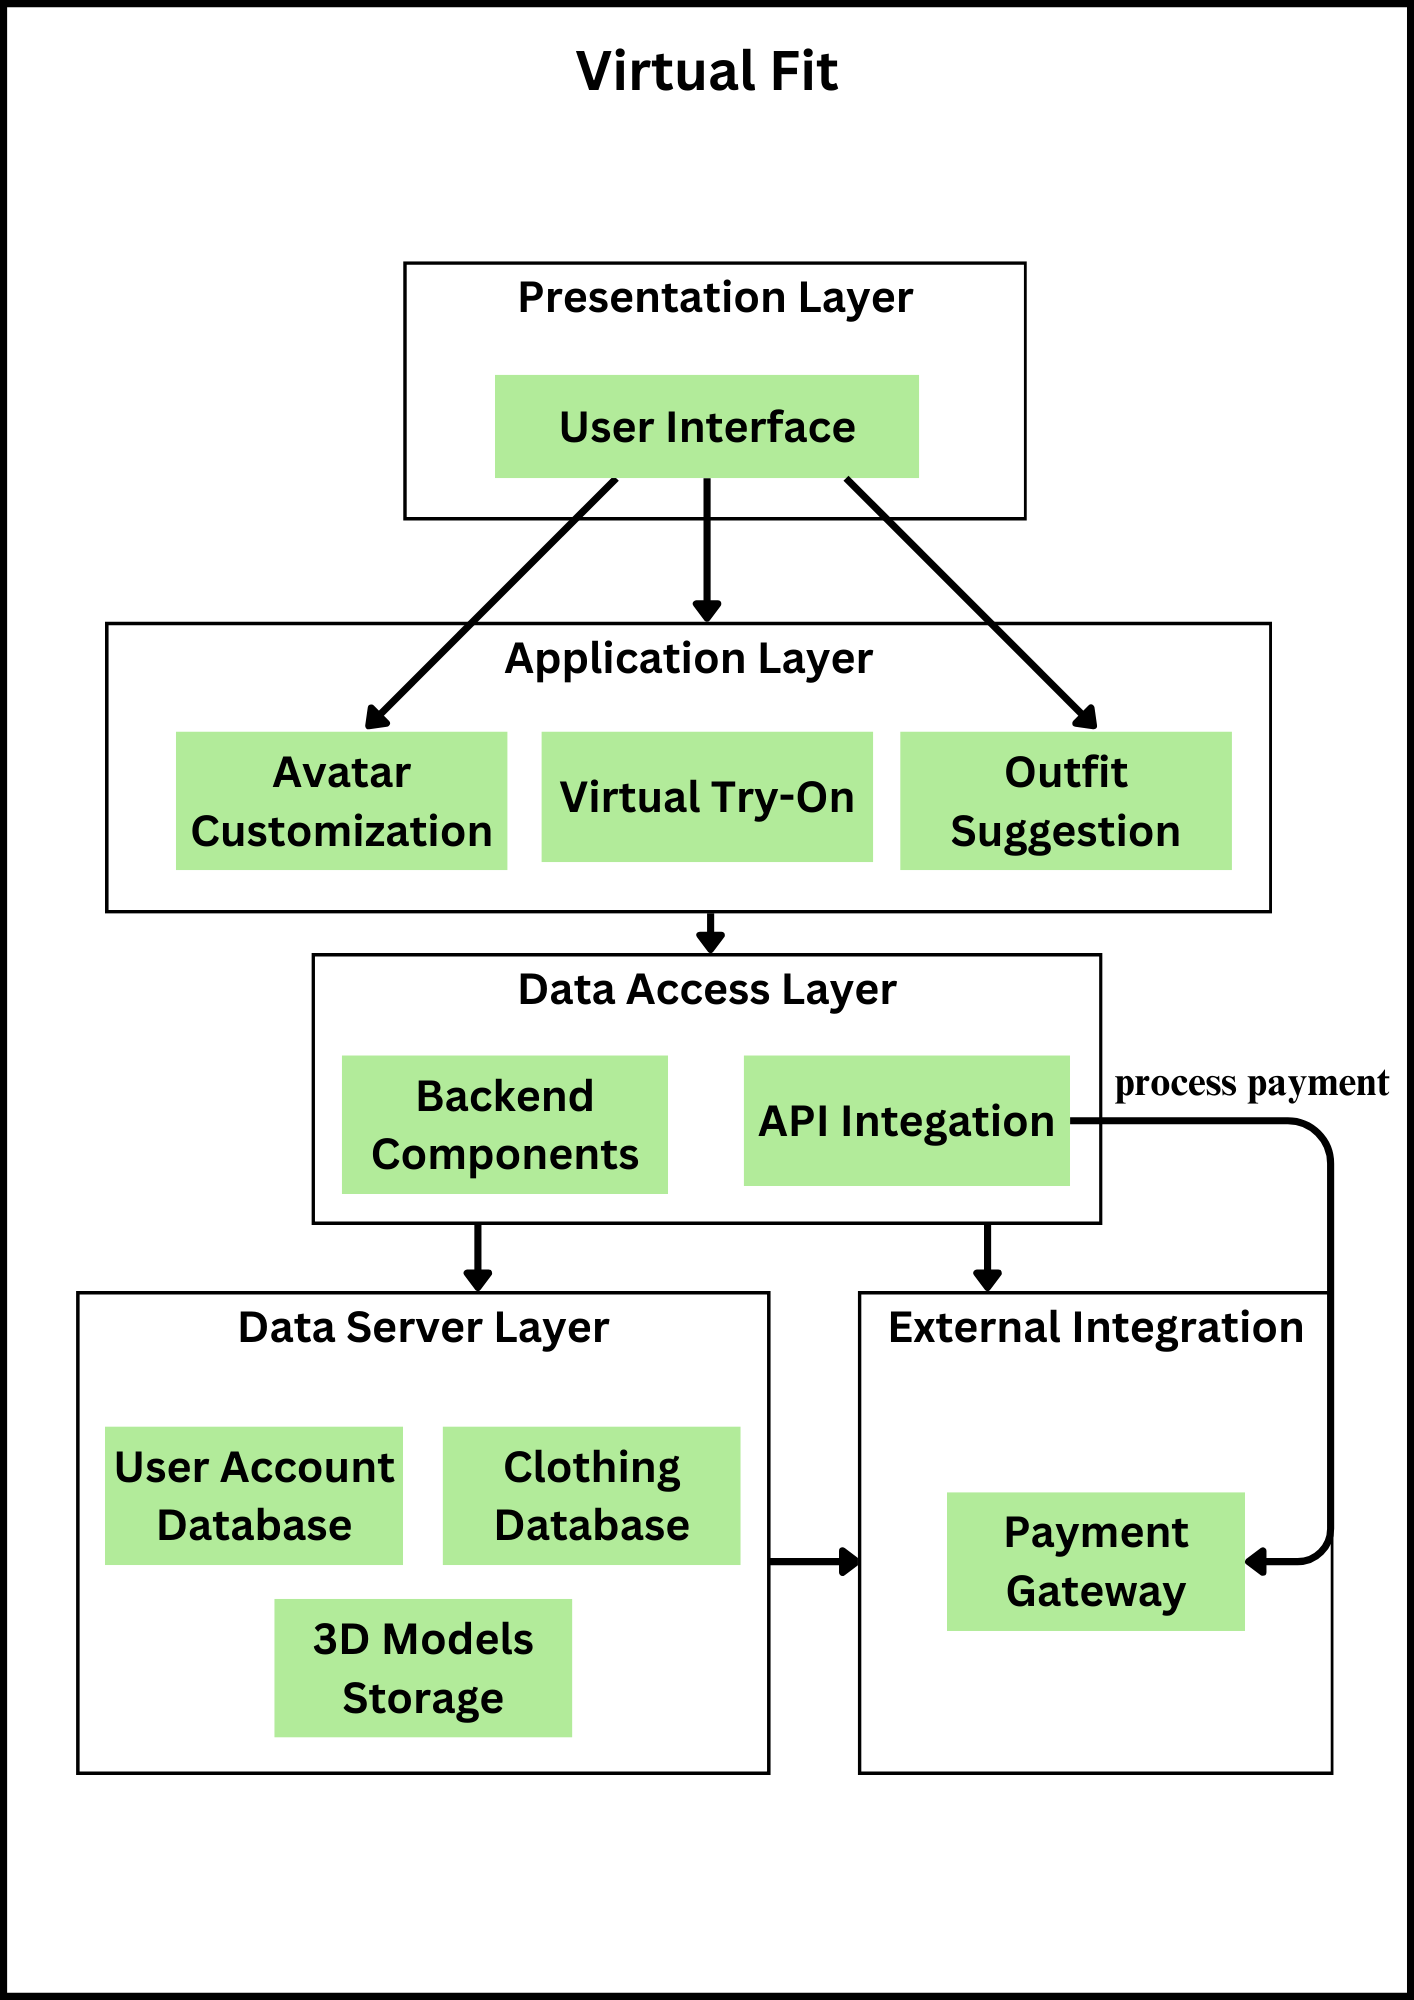 Virtual Fit
Presentation Layer
User Interface
Application Layer
Avatar
Customization
Virtual Try-On
Outfit
Suggestion
Data Access Layer
Backend
Components
API Integation
process payment
Data Server Layer
User Account
Database
Clothing
Database
3D Models
Storage
External Integration
Payment
Gateway